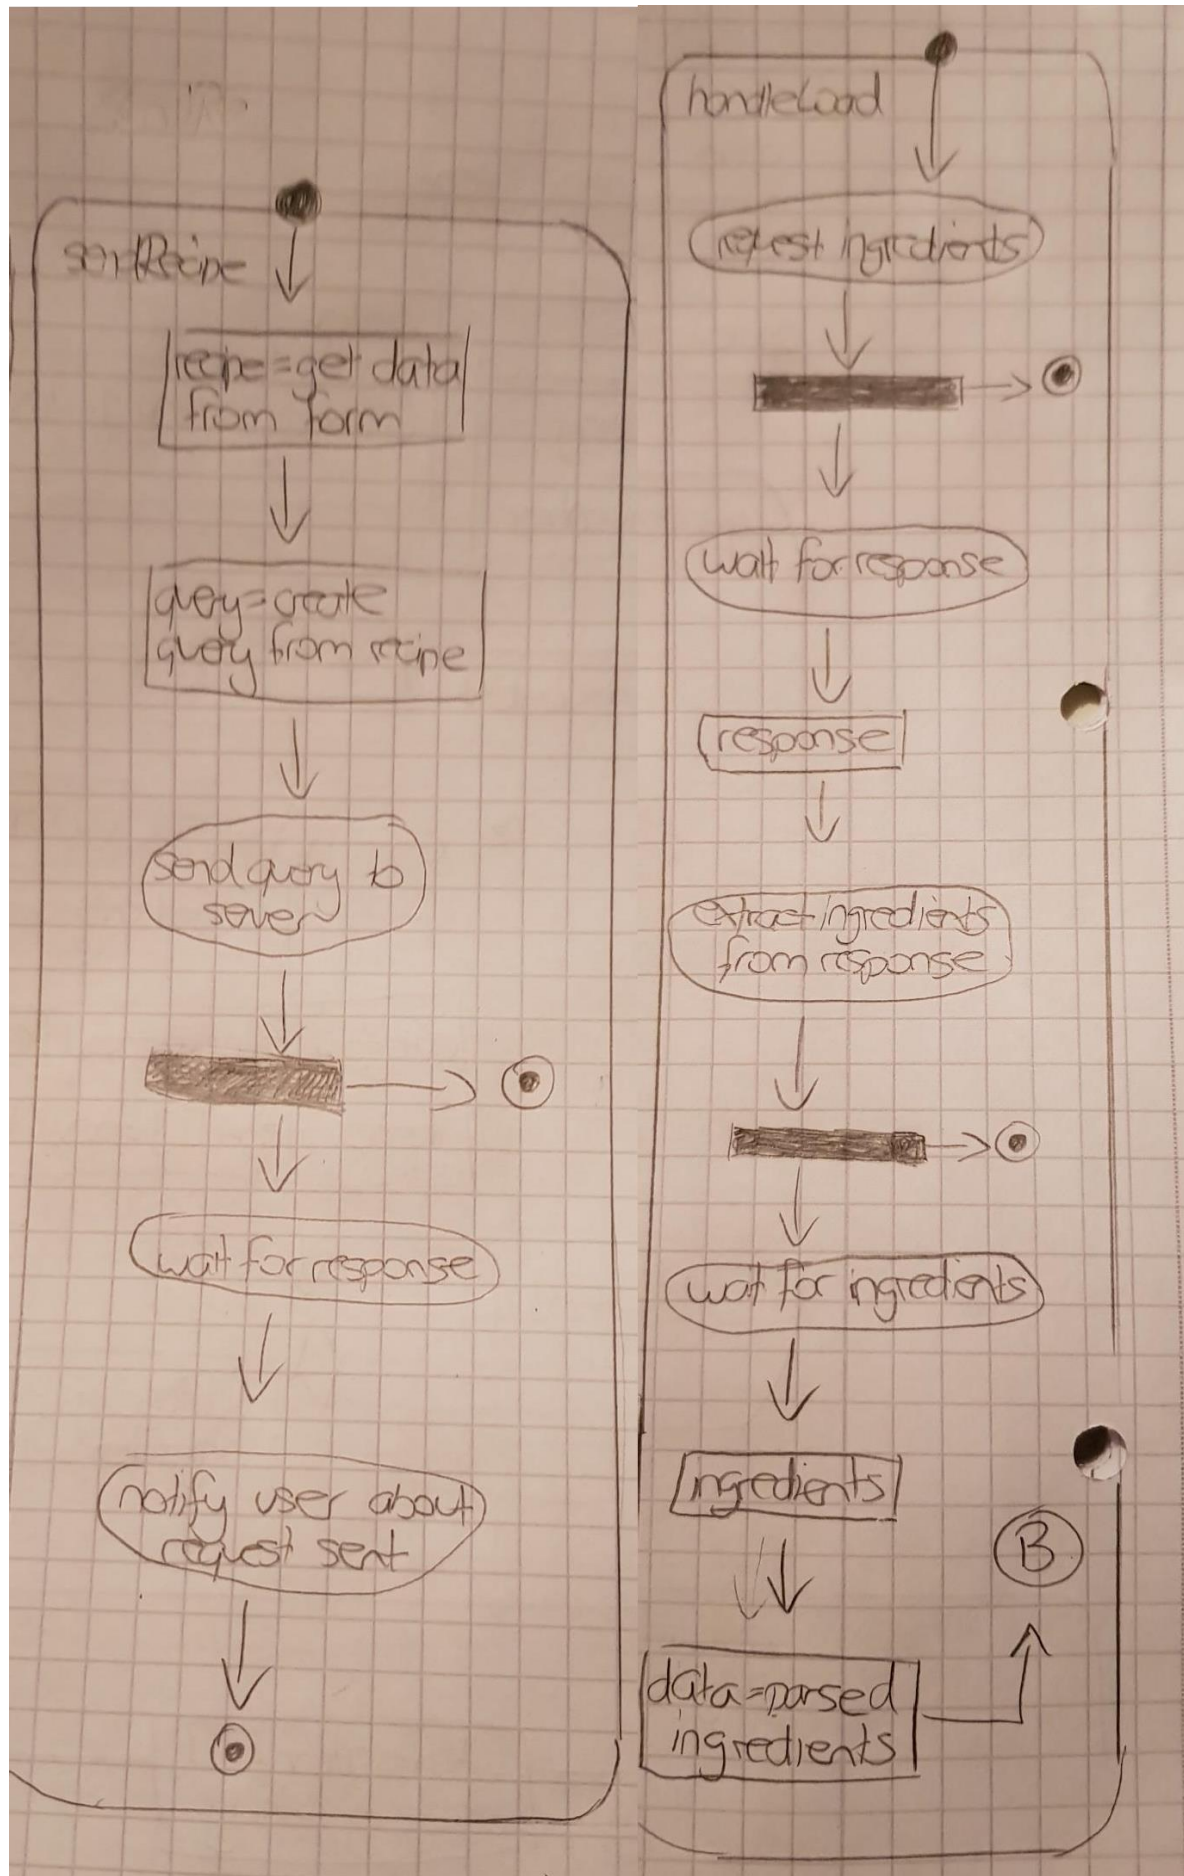 sendRecipe
recipe=get data
from form
query=create
query from recipe
send query to
server
wait for response
notify user about
request sent
handleLoad
request ingredients
wait for response
response
extract ingredients
from response
wait for ingredients
ingredients
B
data=parsed
ingredients